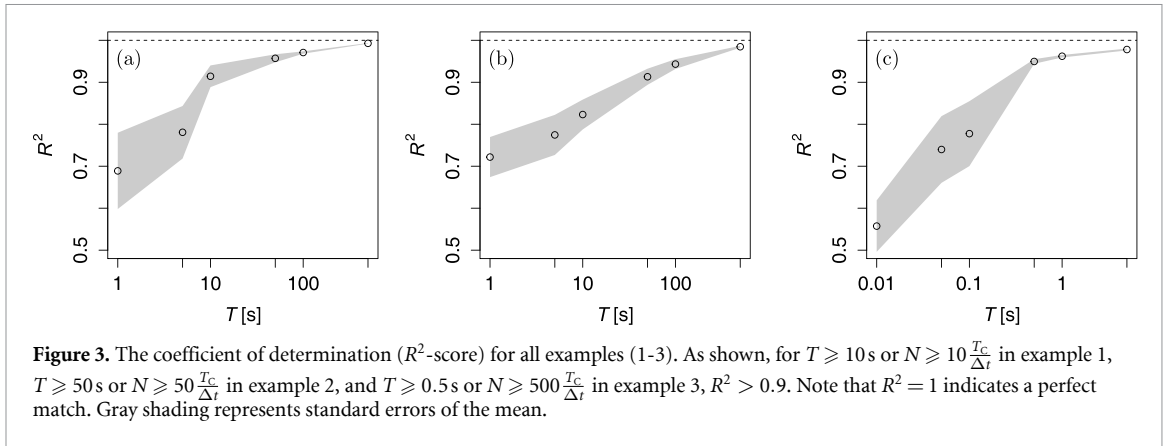 (a)
R²
0.9
0.7
0.5
1 10 100
T [s]
(b)
R²
0.9
0.7
0.5
1 10 100
T [s]
(c)
R²
0.9
0.7
0.5
0.01 0.1 1
T [s]
Figure 3. The coefficient of determination (R²-score) for all examples (1-3). As shown, for T ⩾ 10 s or N ⩾ 10 T_C/Δt in example 1,
T ⩾ 50 s or N ⩾ 50 T_C/Δt in example 2, and T ⩾ 0.5 s or N ⩾ 500 T_C/Δt in example 3, R² > 0.9. Note that R² = 1 indicates a perfect
match. Gray shading represents standard errors of the mean.